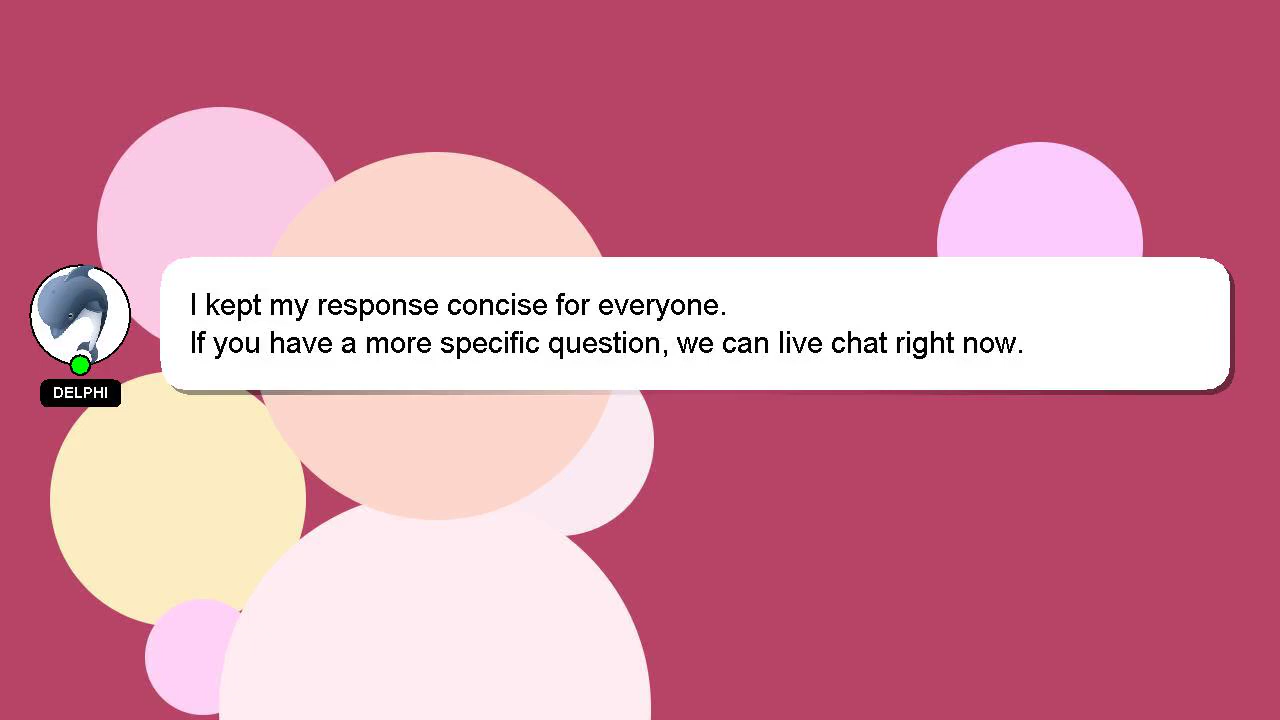 I kept my response concise for everyone.
If you have a more specific question, we can live chat right now.
DELPHI